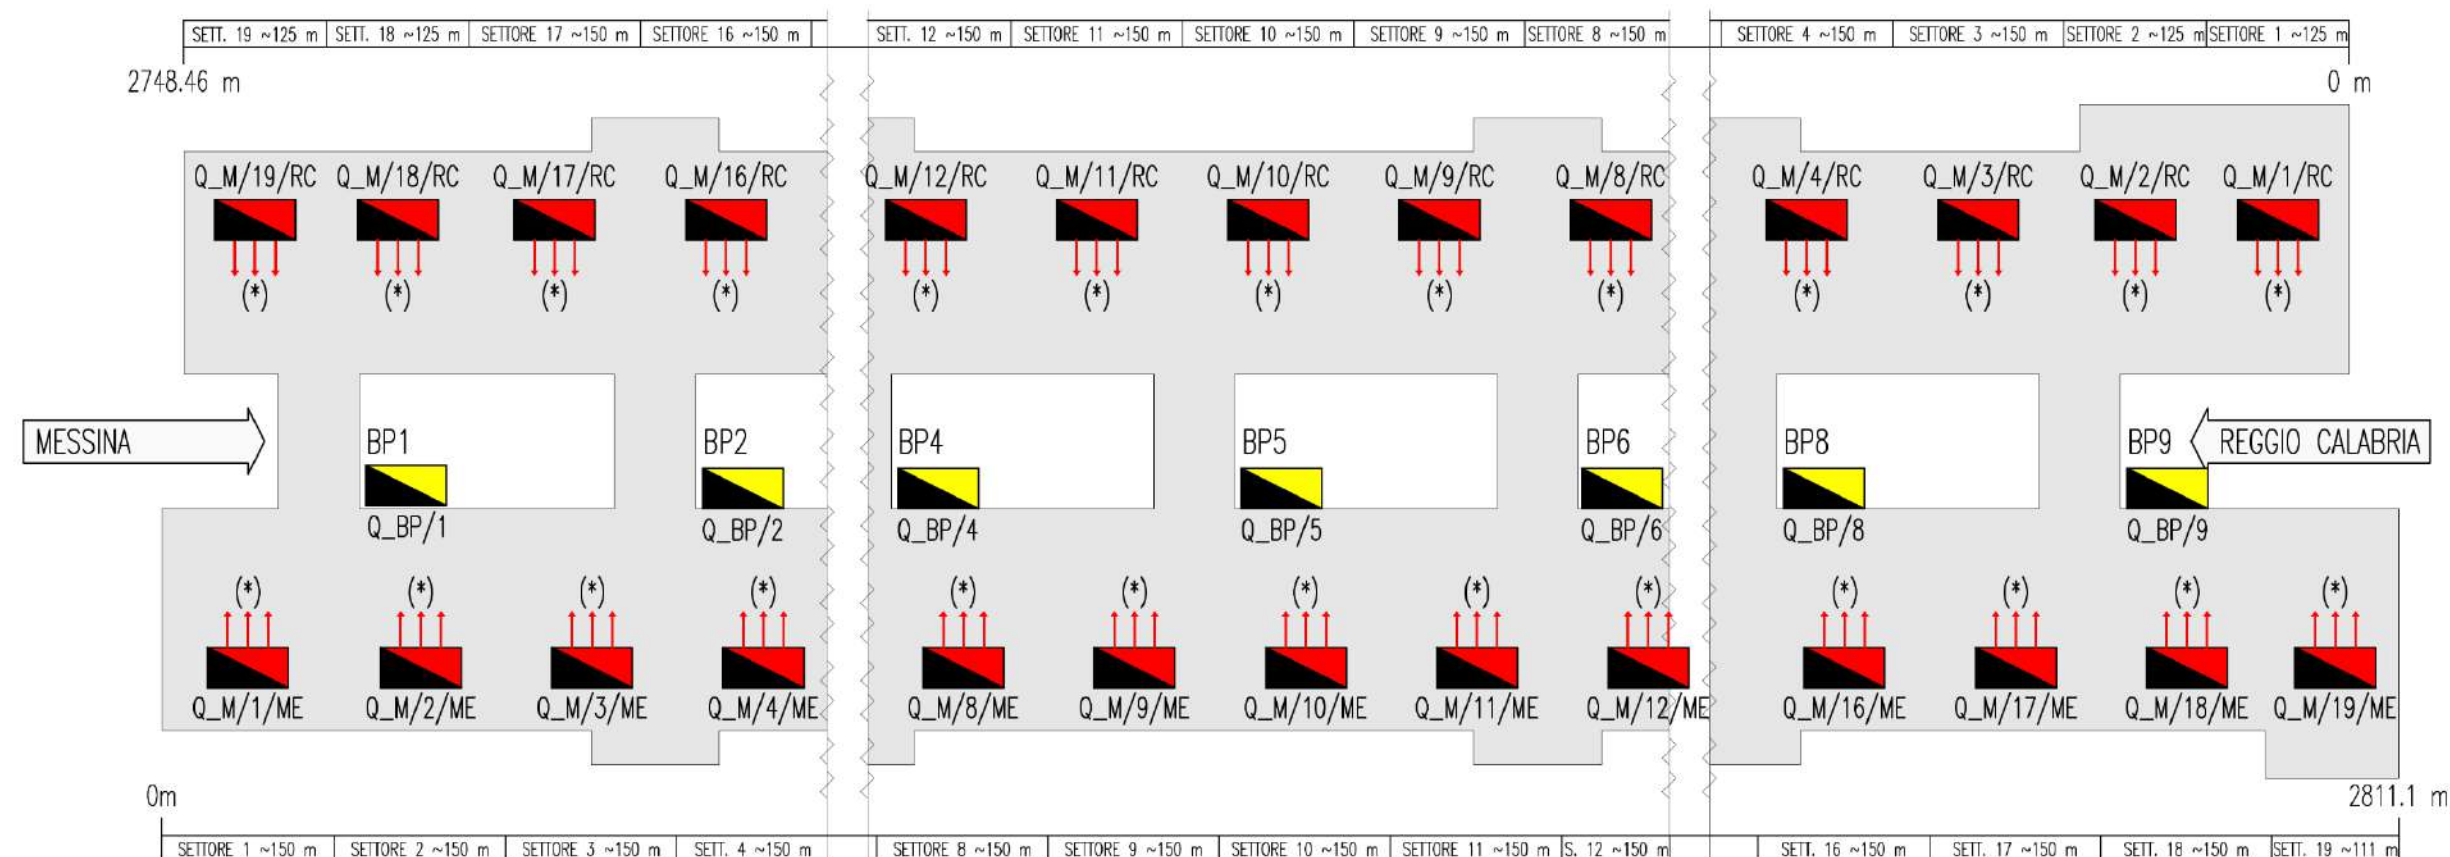 SETT. 19 ~125 m SETT. 18 ~125 m SETTORE 17 ~150 m SETTORE 16 ~150 m SETT. 12 ~150 m SETTORE 11 ~150 m SETTORE 10 ~150 m SETTORE 9 ~150 m SETTORE 8 ~150 m SETTORE 4 ~150 m SETTORE 3 ~150 m SETTORE 2 ~125 m SETTORE 1 ~125 m
2748.46 m 0 m
Q_M/19/RC Q_M/18/RC Q_M/17/RC Q_M/16/RC Q_M/12/RC Q_M/11/RC Q_M/10/RC Q_M/9/RC Q_M/8/RC Q_M/4/RC Q_M/3/RC Q_M/2/RC Q_M/1/RC
(*) (*) (*) (*) (*) (*) (*) (*) (*) (*) (*) (*) (*)
MESSINA BP1 BP2 BP4 BP5 BP6 BP8 BP9 REGGIO CALABRIA
Q_BP/1 Q_BP/2 Q_BP/4 Q_BP/5 Q_BP/6 Q_BP/8 Q_BP/9
(*) (*) (*) (*) (*) (*) (*) (*) (*) (*) (*) (*) (*)
Q_M/1/ME Q_M/2/ME Q_M/3/ME Q_M/4/ME Q_M/8/ME Q_M/9/ME Q_M/10/ME Q_M/11/ME Q_M/12/ME Q_M/16/ME Q_M/17/ME Q_M/18/ME Q_M/19/ME
0m 2811.1 m
SETTORE 1 ~150 m SETTORE 2 ~150 m SETTORE 3 ~150 m SETT. 4 ~150 m SETTORE 8 ~150 m SETTORE 9 ~150 m SETTORE 10 ~150 m SETTORE 11 ~150 m S. 12 ~150 m SETT. 16 ~150 m SETT. 17 ~150 m SETT. 18 ~150 m SETT. 19 ~111 m